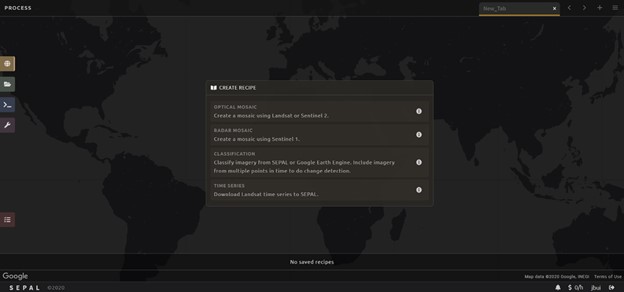 PROCESS
New_Tab
CREATE RECIPE
OPTICAL MOSAIC
Create a mosaic using Landsat or Sentinel 2.
RADAR MOSAIC
Create a mosaic using Sentinel 1.
CLASSIFICATION
Classify imagery from SEPAL or Google Earth Engine. Include imagery
from multiple points in time to do change detection.
TIME SERIES
Download Landsat time series to SEPAL.
No saved recipes
Google
Map data ©2020 Google, INEGI
Terms of Use
SEPAL ©2020
$ 0/h jbui